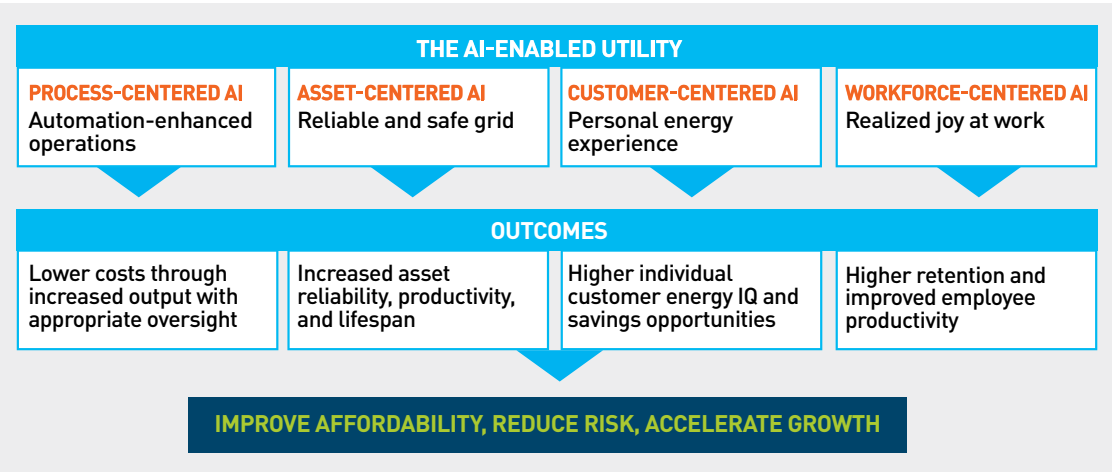 THE AI-ENABLED UTILITY
PROCESS-CENTERED AI
Automation-enhanced
operations
ASSET-CENTERED AI
Reliable and safe grid
CUSTOMER-CENTERED AI
Personal energy
experience
WORKFORCE-CENTERED AI
Realized joy at work
OUTCOMES
Lower costs through
increased output with
appropriate oversight
Increased asset
reliability, productivity,
and lifespan
Higher individual
customer energy IQ and
savings opportunities
Higher retention and
improved employee
productivity
IMPROVE AFFORDABILITY, REDUCE RISK, ACCELERATE GROWTH